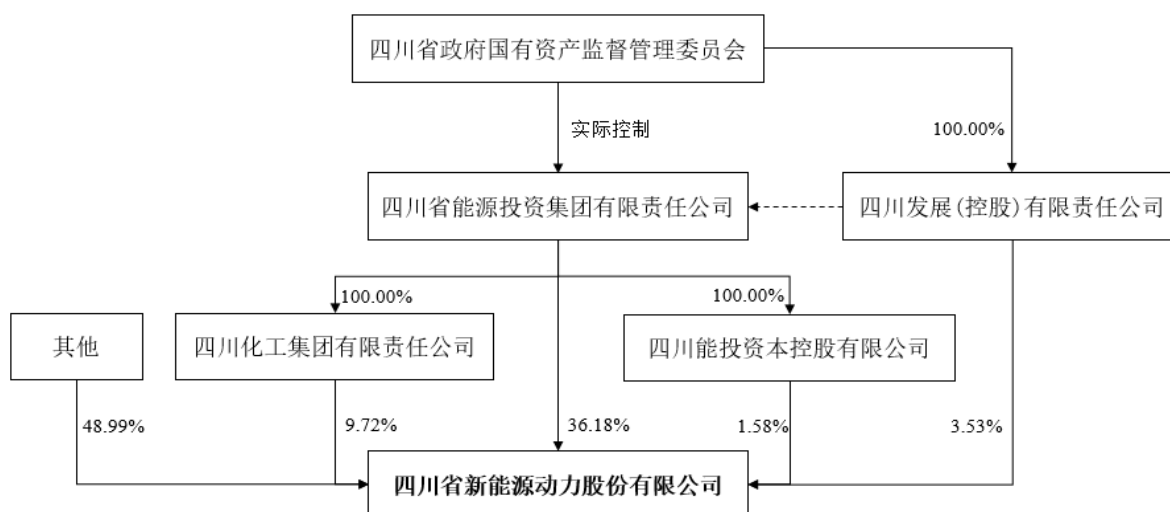 四川省政府国有资产监督管理委员会
实际控制
100.00%
四川省能源投资集团有限责任公司
四川发展(控股)有限责任公司
100.00%
100.00%
其他
四川化工集团有限责任公司
四川能投资本控股有限公司
48.99%
9.72%
36.18%
1.58%
3.53%
四川省新能源动力股份有限公司